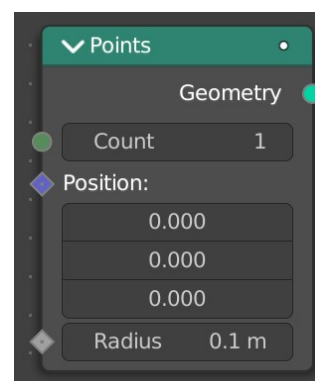 Points
Geometry
Count 1
Position:
0.000
0.000
0.000
Radius 0.1 m